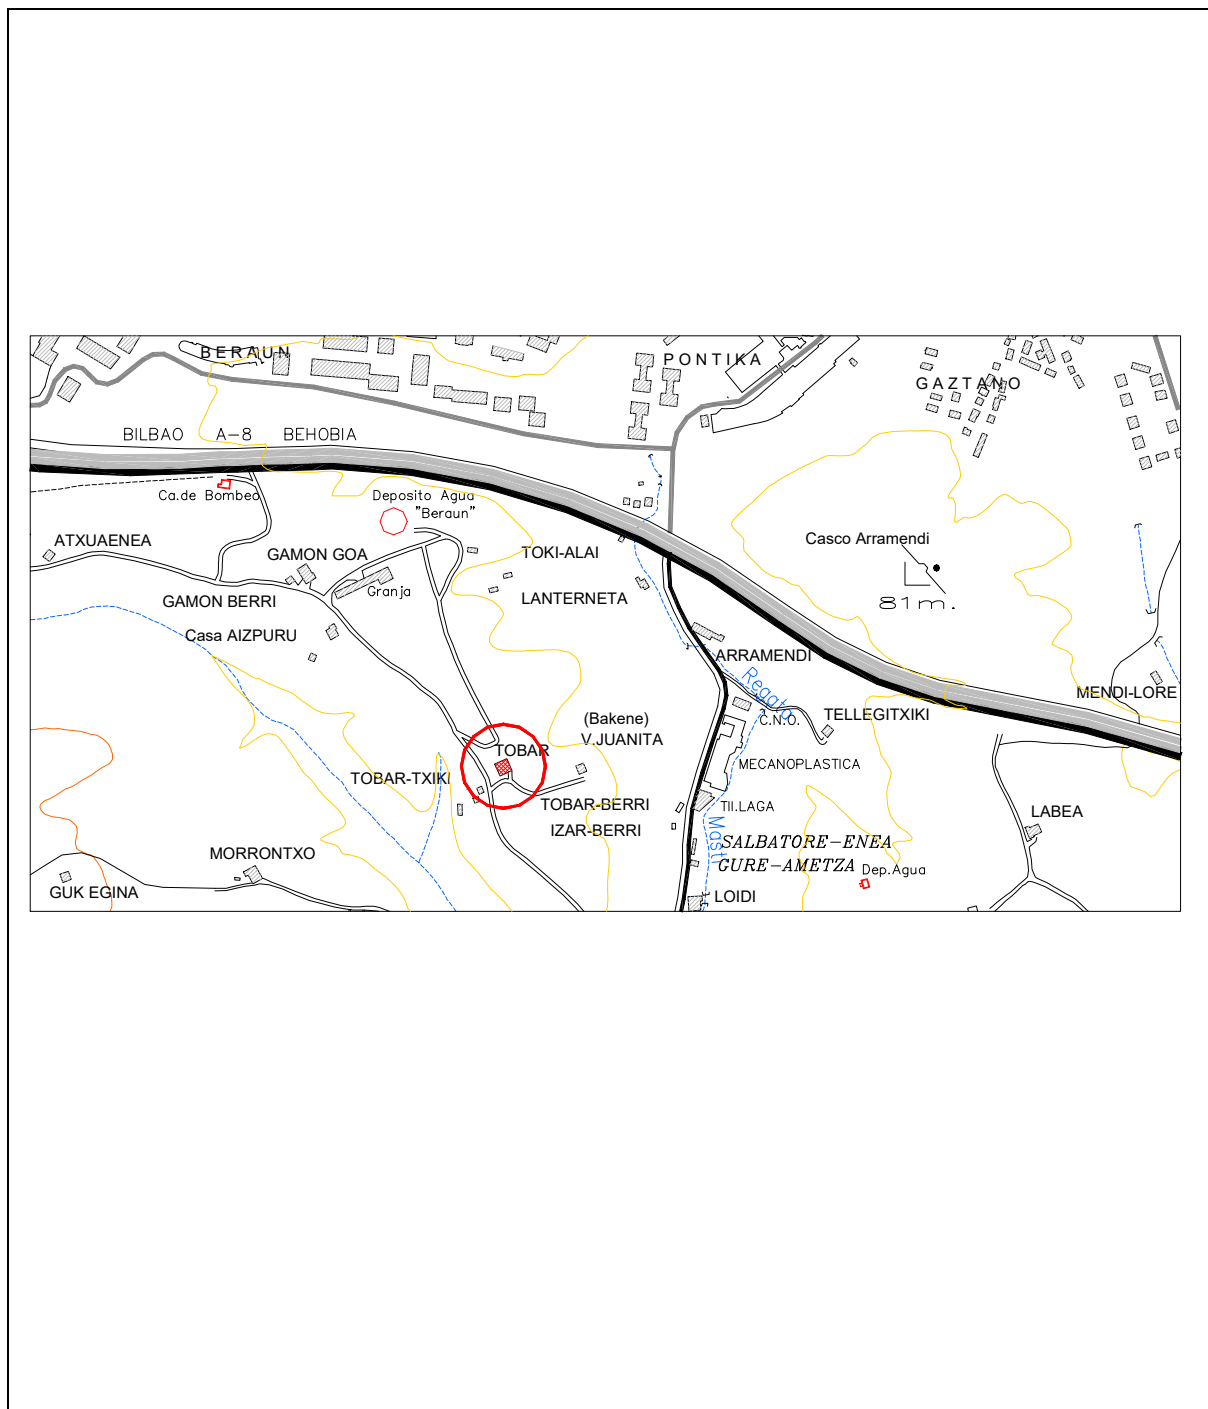 BERAUN
PONTIKA
GAZTANO
BILBAO A-8 BEHOBIA
Ca.de Bombeo
Deposito Agua
"Beraun"
ATXUAENEA
GAMON GOA
TOKI-ALAI
Casco Arramendi
Granja
GAMON BERRI
LANTERNETA
81m.
Casa AIZPURU
ARRAMENDI
Regata
MENDI-LORE
(Bakene)
V.JUANITA
C.N.O.
TELLEGITXIKI
TOBAR
TOBAR-TXIKI
MECANOPLASTICA
TOBAR-BERRI
TII.LAGA
LABEA
IZAR-BERRI
Masti
SALBATORE-ENEA
MORRONTXO
GURE-AMETZA
Dep.Agua
GUK EGINA
LOIDI